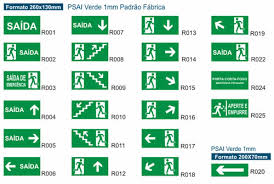 Formato 260x130mm
PSAI Verde 1mm Padrão Fábrica
SAÍDA
R001
R007
R013
R019
SAÍDA
R002
R008
R014
SAÍDA
R022
SAÍDA DE
EMERGÊNCIA
R003
R009
R015
PORTA CORTA-FOGO
R024
SAÍDA
R004
R010
R016
APERTE E
EMPURRE
R025
SAÍDA
R005
R011
R017
PSAI Verde 1mm
Formato 200X70mm
SAÍDA
R006
R012
R018
R020